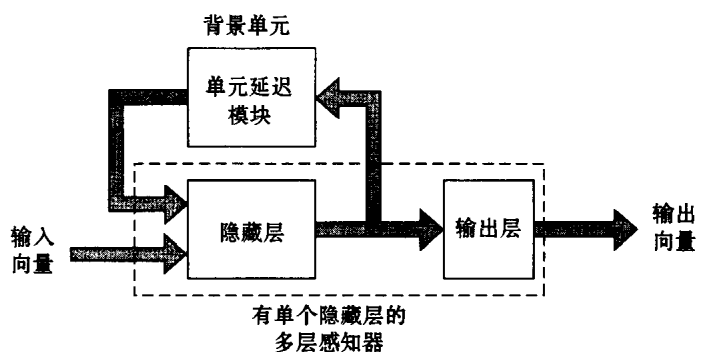 背景单元
单元延迟
模块
输入
向量
隐藏层
输出层
输出
向量
有单个隐藏层的
多层感知器